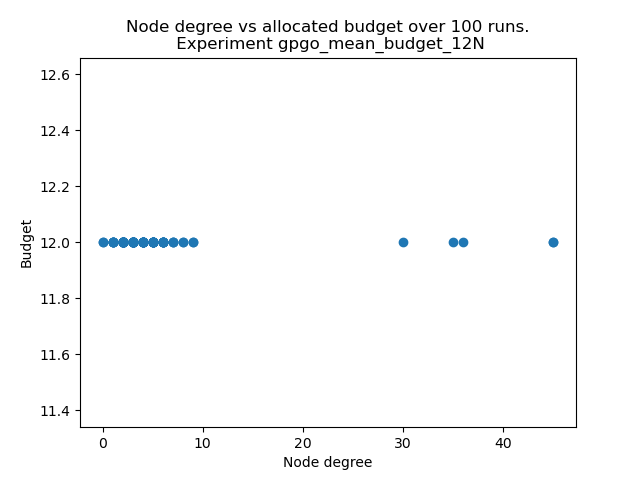 Node degree vs allocated budget over 100 runs.
Experiment gpgo_mean_budget_12N
12.6
12.4
12.2
12.0
11.8
11.6
11.4
Budget
0 10 20 30 40
Node degree